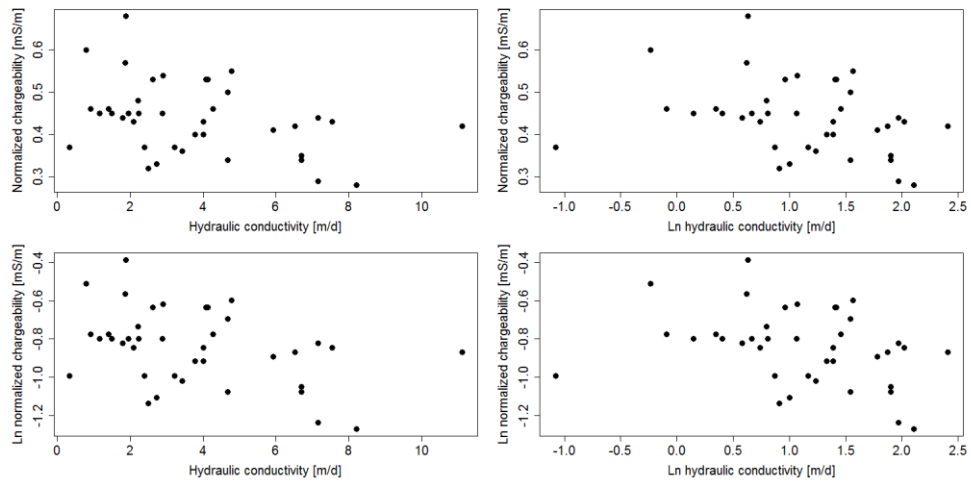 Normalized chargeability [mS/m]
0.6
0.5
0.4
0.3
0 2 4 6 8 10
Hydraulic conductivity [m/d]
Normalized chargeability [mS/m]
0.6
0.5
0.4
0.3
-1.0 -0.5 0.0 0.5 1.0 1.5 2.0 2.5
Ln hydraulic conductivity [m/d]
Ln normalized chargeability [mS/m]
-0.4
-0.6
-0.8
-1.0
-1.2
0 2 4 6 8 10
Hydraulic conductivity [m/d]
Ln normalized chargeability [mS/m]
-0.4
-0.6
-0.8
-1.0
-1.2
-1.0 -0.5 0.0 0.5 1.0 1.5 2.0 2.5
Ln hydraulic conductivity [m/d]